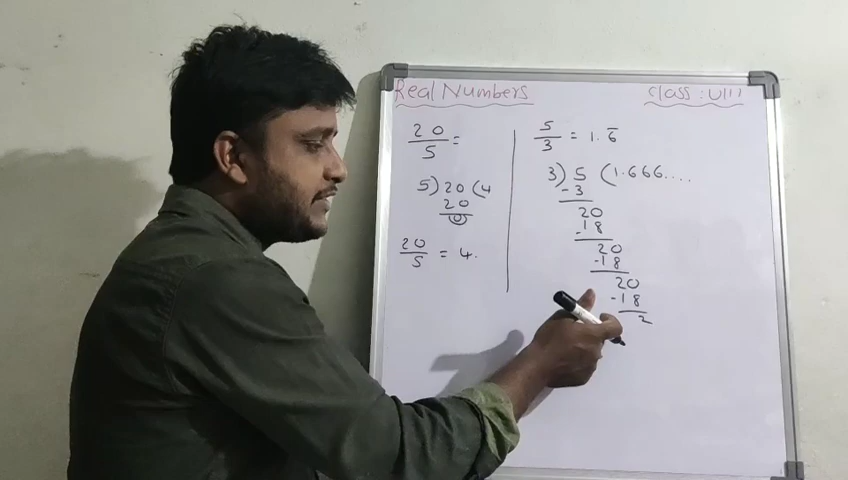 Real Numbers
Class : VIII
20/5 =
5) 20 (4
20
0
20/5 = 4.
5/3 = 1.6̅
3) 5 (1.666....
-3
20
-18
20
-18
20
-18
2